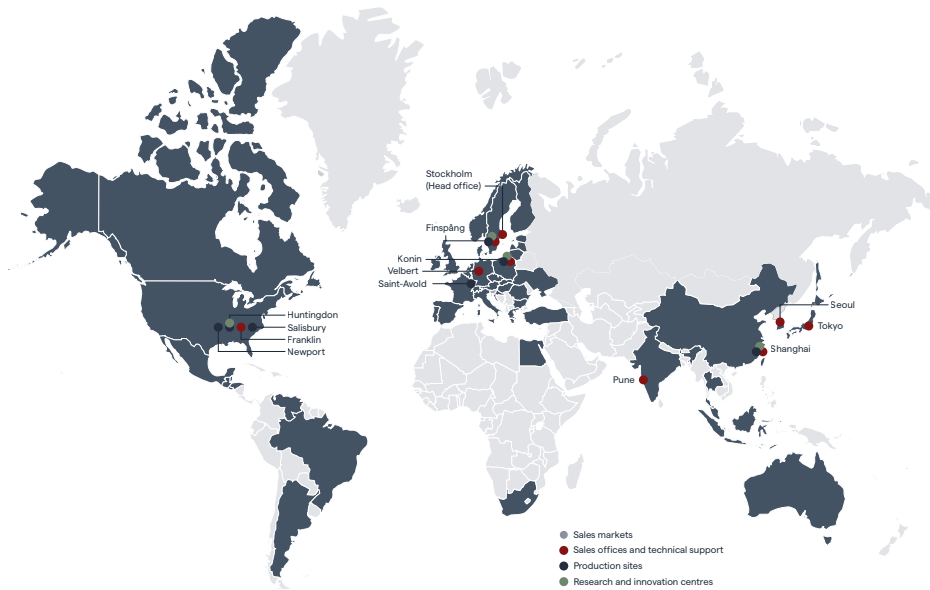 Stockholm
(Head office)
Finspång
Konin
Velbert
Saint-Avold
Huntingdon
Salisbury
Franklin
Newport
Seoul
Tokyo
Shanghai
Pune
Sales markets
Sales offices and technical support
Production sites
Research and innovation centres